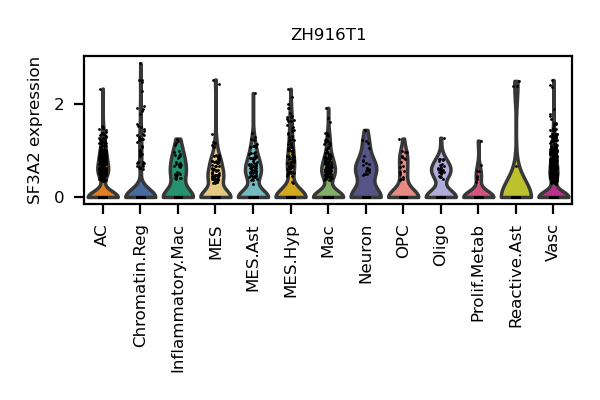 ZH916T1
SF3A2 expression
2
0
AC
Chromatin.Reg
Inflammatory.Mac
MES
MES.Ast
MES.Hyp
Mac
Neuron
OPC
Oligo
Prolif.Metab
Reactive.Ast
Vasc